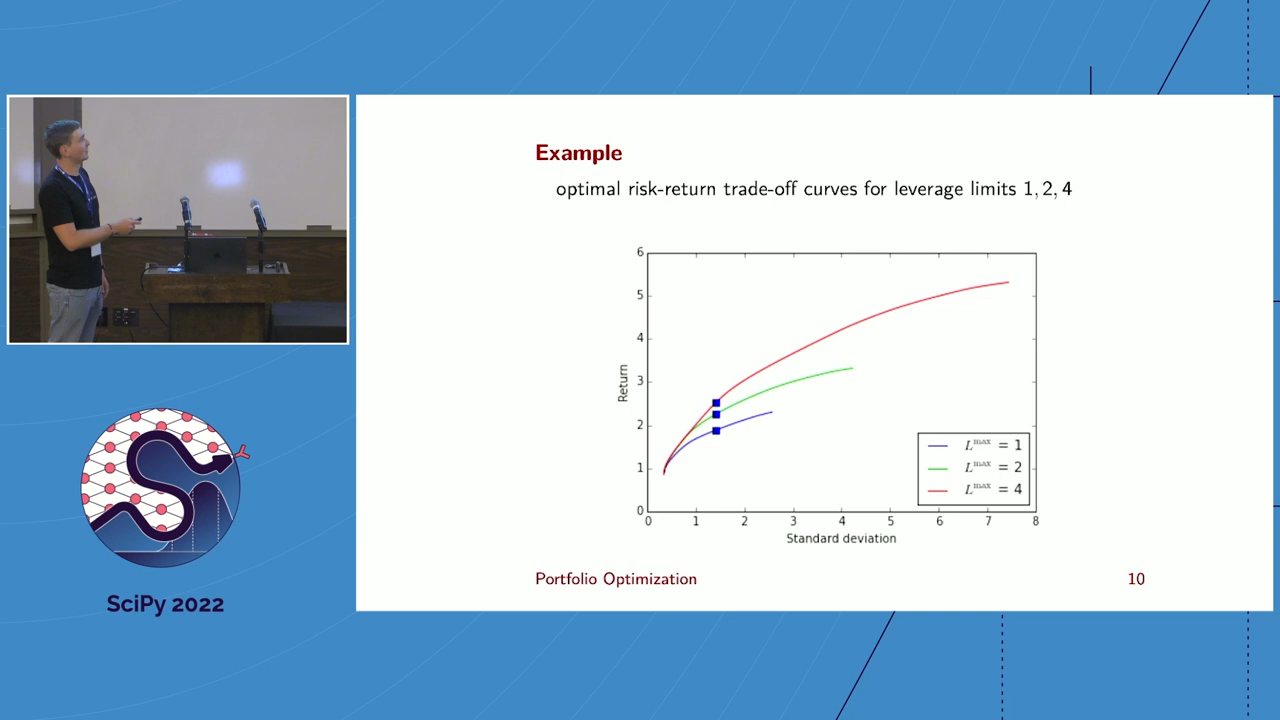 Example
optimal risk-return trade-off curves for leverage limits 1, 2, 4
6
5
4
3
2
1
0
Return
0 1 2 3 4 5 6 7 8
Standard deviation
L^max = 1
L^max = 2
L^max = 4
Portfolio Optimization 10
SciPy 2022